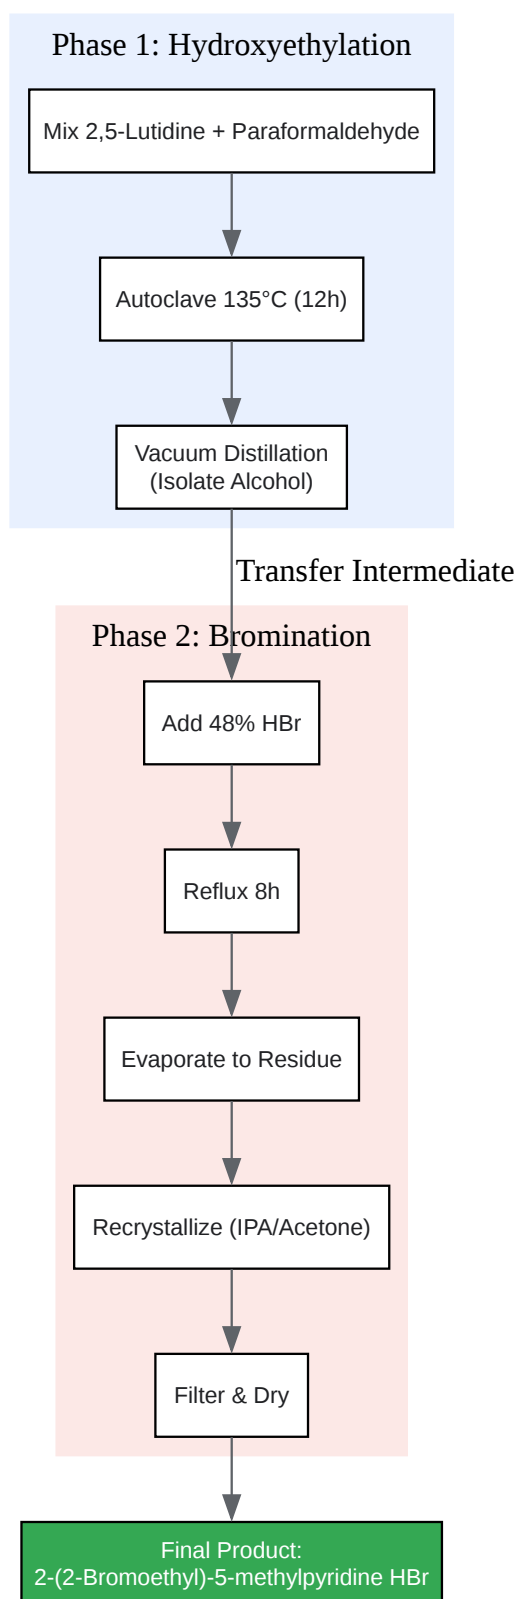 Phase 1: Hydroxyethylation
Mix 2,5-Lutidine + Paraformaldehyde
Autoclave 135°C (12h)
Vacuum Distillation
(Isolate Alcohol)
Transfer Intermediate
Phase 2: Bromination
Add 48% HBr
Reflux 8h
Evaporate to Residue
Recrystallize (IPA/Acetone)
Filter & Dry
Final Product:
2-(2-Bromoethyl)-5-methylpyridine HBr